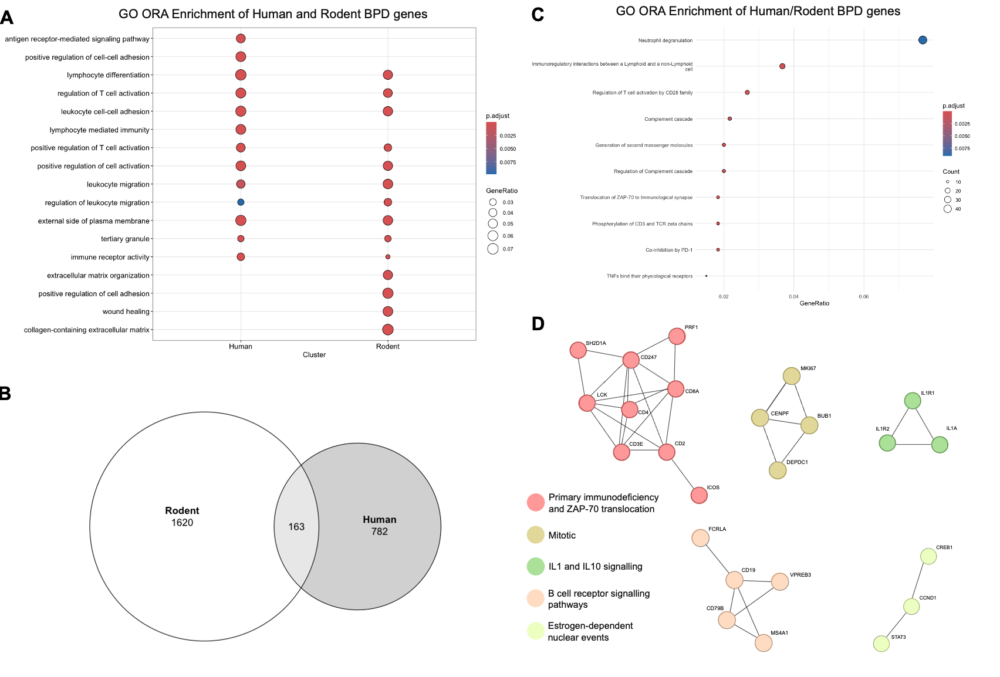 A
GO ORA Enrichment of Human and Rodent BPD genes
antigen receptor-mediated signaling pathway
positive regulation of cell-cell adhesion
lymphocyte differentiation
regulation of T cell activation
leukocyte cell-cell adhesion
lymphocyte mediated immunity
positive regulation of T cell activation
positive regulation of cell activation
leukocyte migration
regulation of leukocyte migration
external side of plasma membrane
tertiary granule
immune receptor activity
extracellular matrix organization
positive regulation of cell adhesion
wound healing
collagen-containing extracellular matrix
Human
Rodent
Cluster
p.adjust
0.0025
0.0050
0.0075
GeneRatio
0.03
0.04
0.05
0.06
0.07
B
Rodent
1620
163
Human
782
C
GO ORA Enrichment of Human/Rodent BPD genes
Neutrophil degranulation
Immunoregulatory interactions between a Lymphoid and a non-Lymphoid
cell
Regulation of T cell activation by CD28 family
Complement cascade
Generation of second messenger molecules
Regulation of Complement cascade
Translocation of ZAP-70 to Immunological synapse
Phosphorylation of CD3 and TCR zeta chains
Co-inhibition by PD-1
TNFs bind their physiological receptors
0.02
0.04
0.06
GeneRatio
p.adjust
0.0025
0.0050
0.0075
Count
10
20
30
40
D
PRF1
SH2D1A
CD247
CD8A
LCK
CD4
CD3E
CD2
ICOS
MKI67
CENPF
BUB1
DEPDC1
IL1R1
IL1R2
IL1A
Primary immunodeficiency
and ZAP-70 translocation
Mitotic
IL1 and IL10 signalling
B cell receptor signalling
pathways
Estrogen-dependent
nuclear events
FCRLA
CD19
VPREB3
CD79B
MS4A1
CREB1
CCND1
STAT3